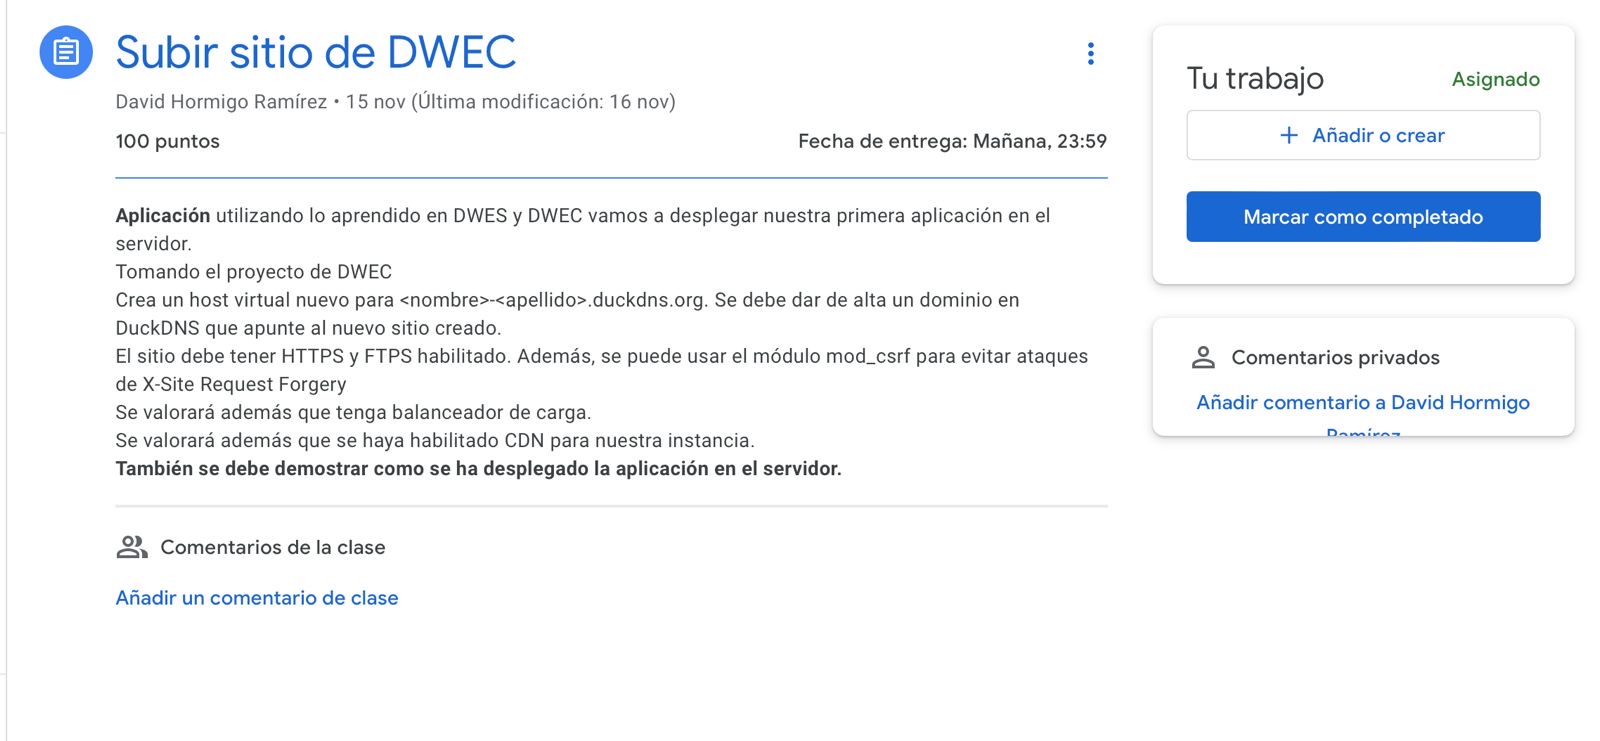 Subir sitio de DWEC
David Hormigo Ramírez • 15 nov (Última modificación: 16 nov)
100 puntos
Fecha de entrega: Mañana, 23:59
Aplicación utilizando lo aprendido en DWES y DWEC vamos a desplegar nuestra primera aplicación en el
servidor.
Tomando el proyecto de DWEC
Crea un host virtual nuevo para <nombre>-<apellido>.duckdns.org. Se debe dar de alta un dominio en
DuckDNS que apunte al nuevo sitio creado.
El sitio debe tener HTTPS y FTPS habilitado. Además, se puede usar el módulo mod_csrf para evitar ataques
de X-Site Request Forgery
Se valorará además que tenga balanceador de carga.
Se valorará además que se haya habilitado CDN para nuestra instancia.
También se debe demostrar como se ha desplegado la aplicación en el servidor.
Comentarios de la clase
Añadir un comentario de clase
Tu trabajo
Asignado
+ Añadir o crear
Marcar como completado
Comentarios privados
Añadir comentario a David Hormigo
Ramírez